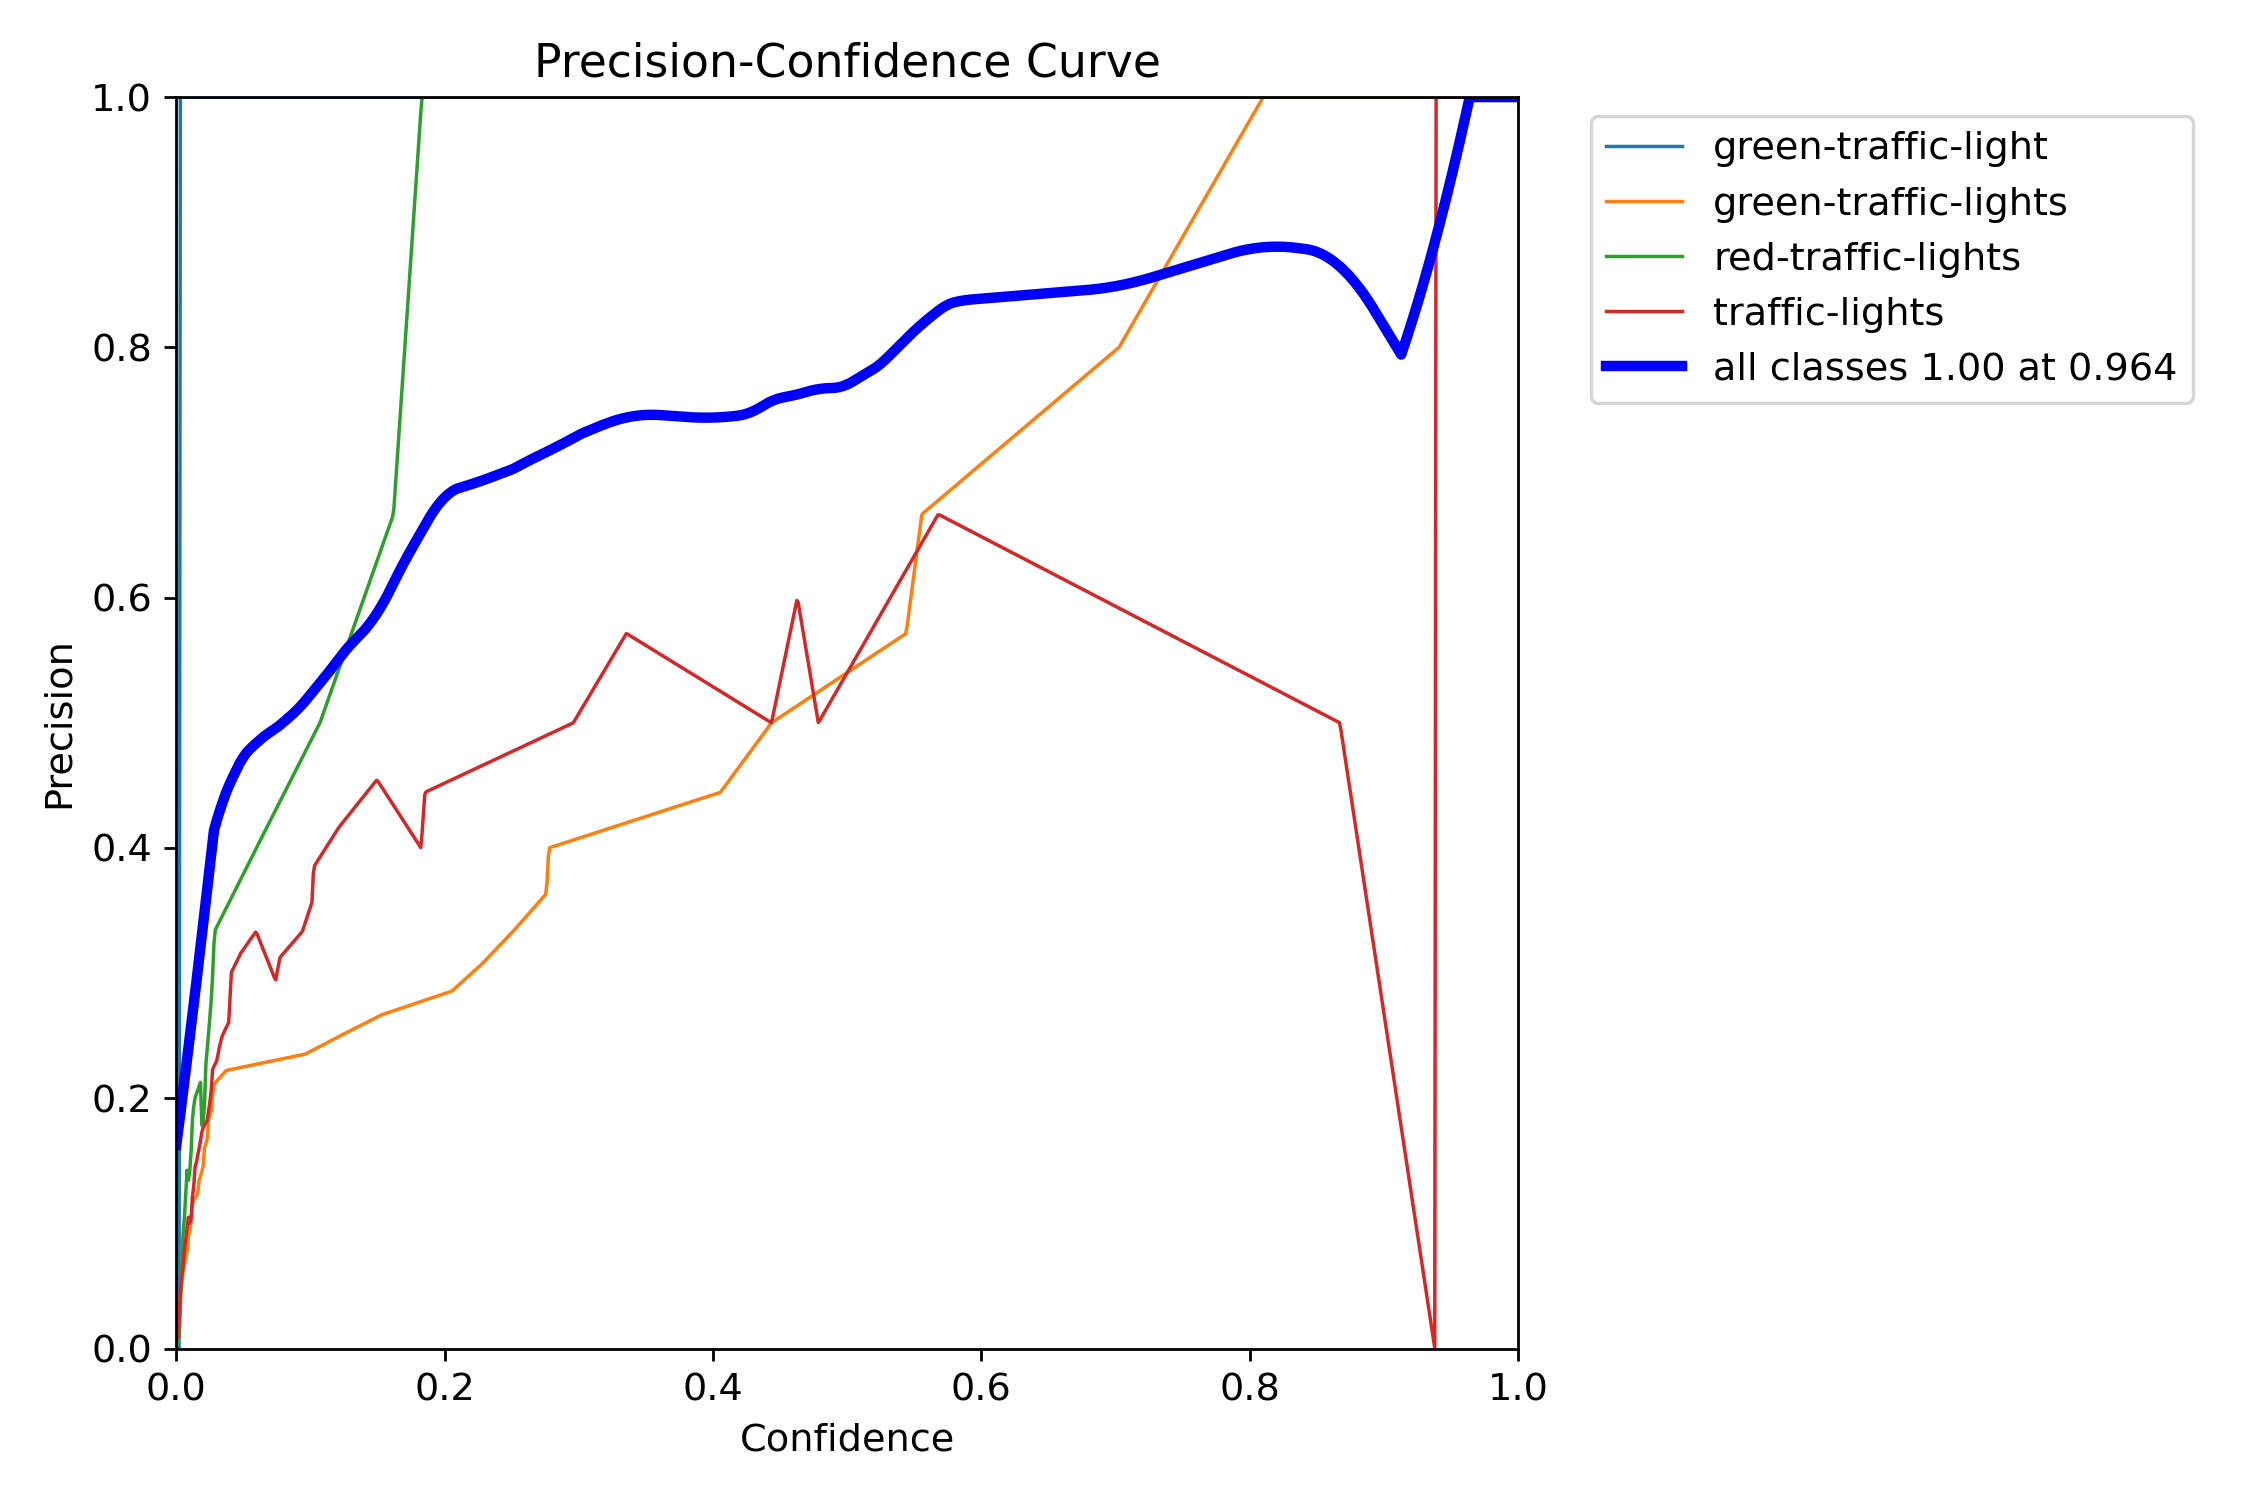 Precision-Confidence Curve
1.0
0.8
0.6
0.4
0.2
0.0
Precision
0.0 0.2 0.4 0.6 0.8 1.0
Confidence
green-traffic-light
green-traffic-lights
red-traffic-lights
traffic-lights
all classes 1.00 at 0.964